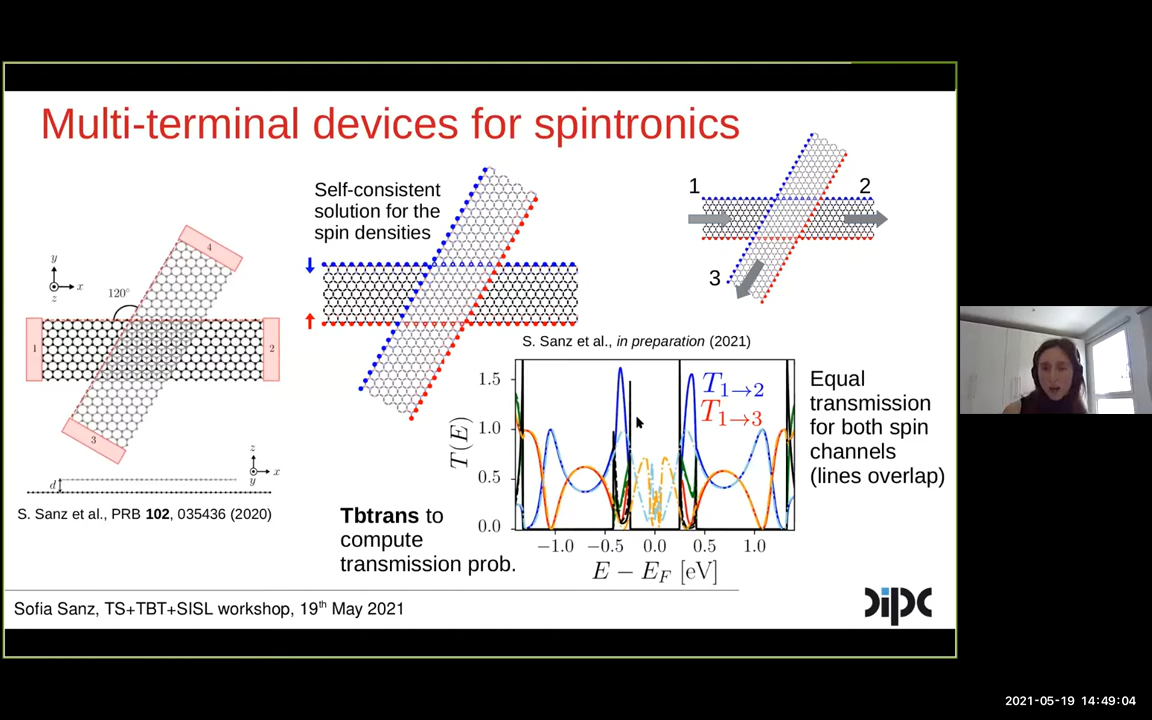 Multi-terminal devices for spintronics
Self-consistent
solution for the
spin densities
1
2
3
4
y
x
z
120°
1
2
3
z
x
y
d
S. Sanz et al., PRB 102, 035436 (2020)
S. Sanz et al., in preparation (2021)
1.5
1.0
0.5
0.0
T(E)
T1→2
T1→3
−1.0 −0.5 0.0 0.5 1.0
E − EF [eV]
Equal
transmission
for both spin
channels
(lines overlap)
Tbtrans to
compute
transmission prob.
Sofia Sanz, TS+TBT+SISL workshop, 19th May 2021
dipc
2021-05-19 14:49:04